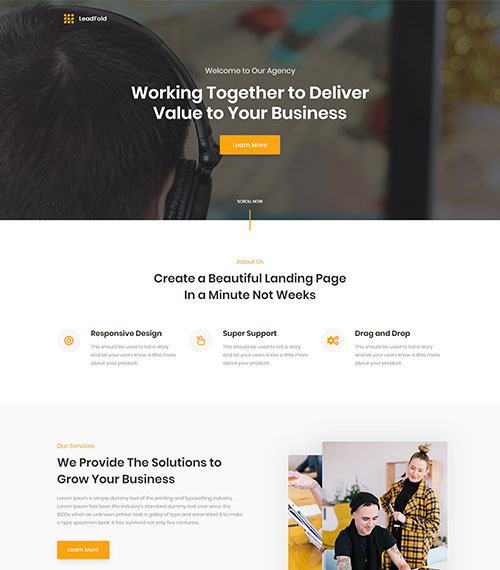 LeadFold
Welcome to Our Agency
Working Together to Deliver
Value to Your Business
Learn More
SCROLL NOW
About Us
Create a Beautiful Landing Page
In a Minute Not Weeks
Responsive Design
This should be used to tell a story
and let your users know a little more
about your product.
Super Support
This should be used to tell a story
and let your users know a little more
about your product.
Drag and Drop
This should be used to tell a story
and let your users know a little more
about your product.
Our Services
We Provide The Solutions to
Grow Your Business
Lorem Ipsum is simply dummy text of the printing and typesetting industry.
Lorem Ipsum has been the industry's standard dummy text ever since the
1500s, when an unknown printer took a galley of type and scrambled it to make
a type specimen book. It has survived not only five centuries.
Learn More